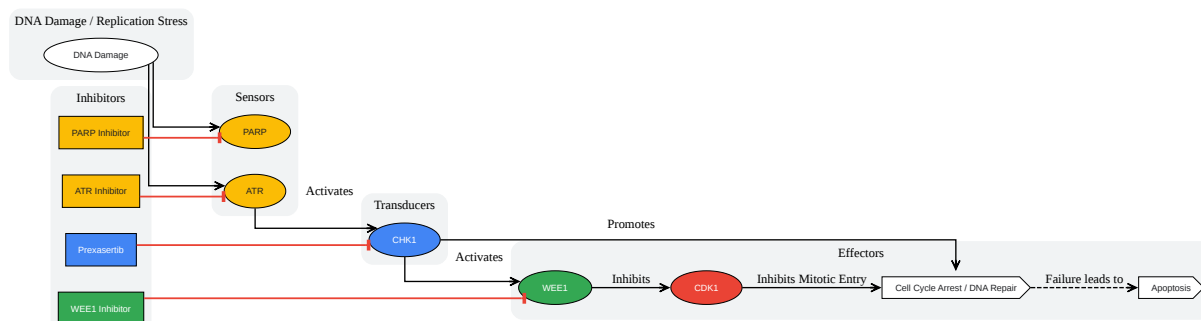 DNA Damage / Replication Stress
DNA Damage
Inhibitors
Sensors
PARP Inhibitor
PARP
ATR Inhibitor
ATR
Activates
Transducers
Prexasertib
CHK1
Promotes
Effectors
Activates
WEE1 Inhibitor
WEE1
Inhibits
CDK1
Inhibits Mitotic Entry
Cell Cycle Arrest / DNA Repair
Failure leads to
Apoptosis